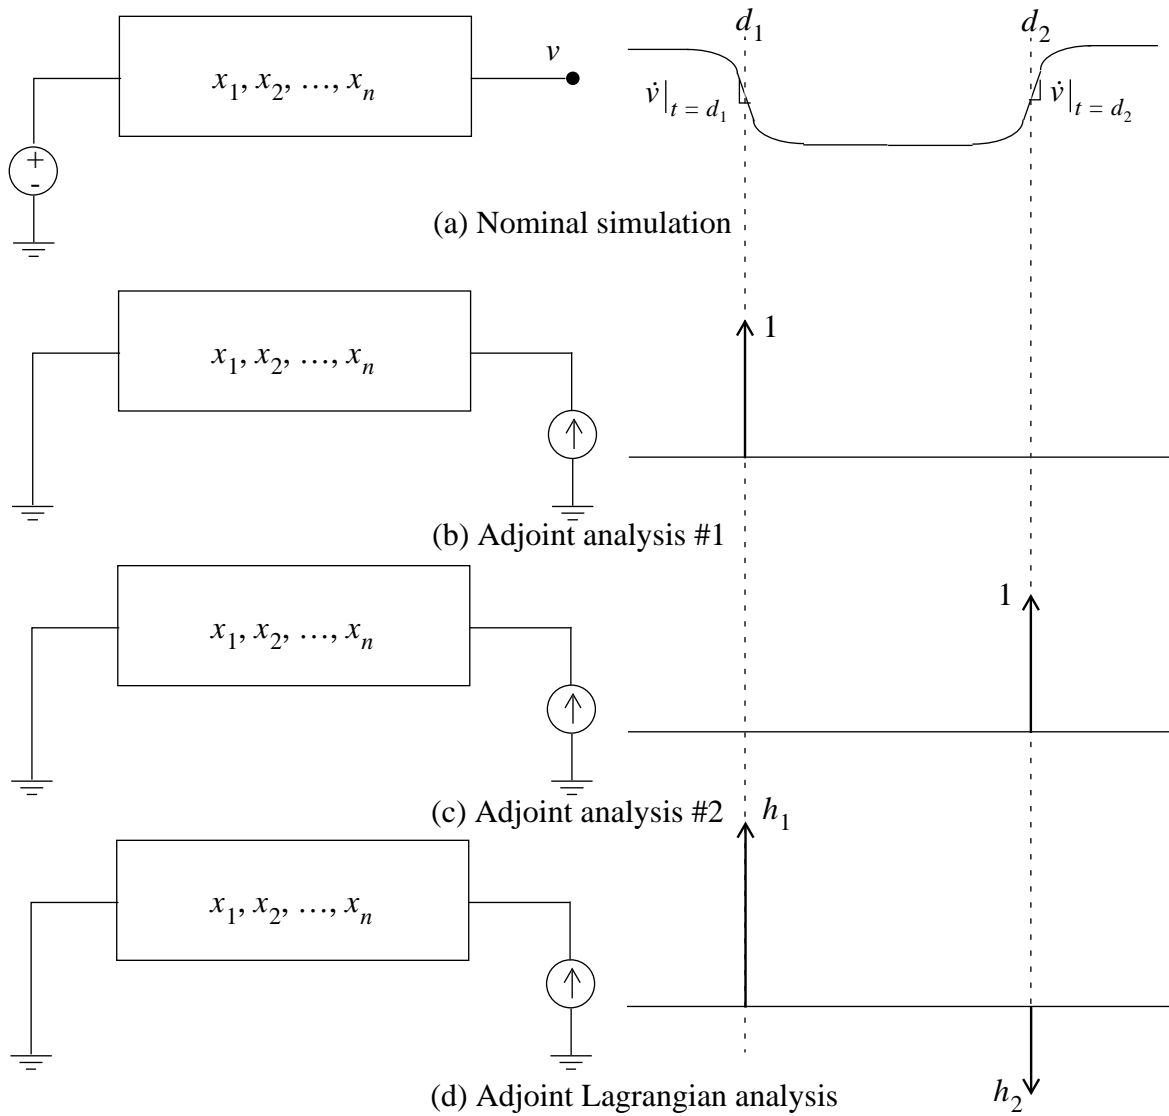 d₁ d₂
v
x₁, x₂, …, xₙ
+
-
v̇|ₜ ₌ d₁ v̇|ₜ ₌ d₂
(a) Nominal simulation
1
x₁, x₂, …, xₙ
(b) Adjoint analysis #1
1
x₁, x₂, …, xₙ
(c) Adjoint analysis #2
h₁
x₁, x₂, …, xₙ
(d) Adjoint Lagrangian analysis
h₂